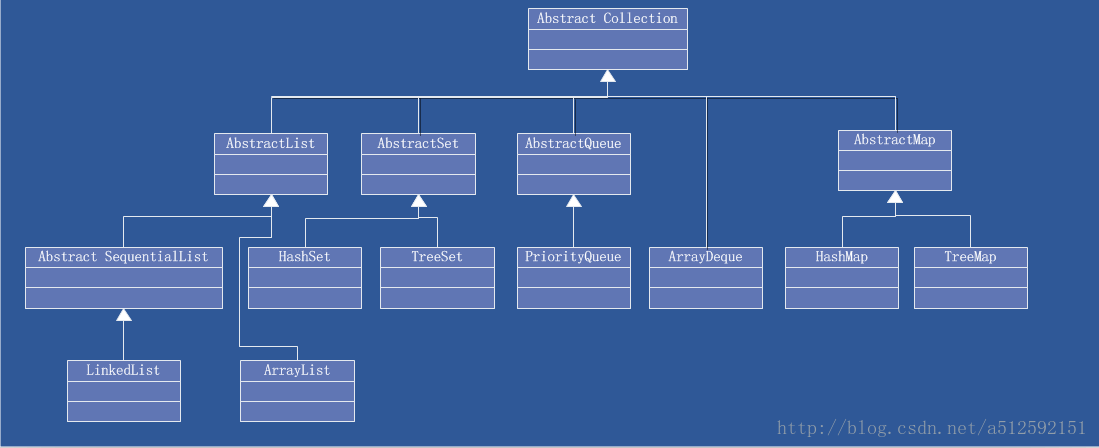 Abstract Collection
AbstractList
AbstractSet
AbstractQueue
AbstractMap
Abstract SequentialList
HashSet
TreeSet
PriorityQueue
ArrayDeque
HashMap
TreeMap
LinkedList
ArrayList
http://blog.csdn.net/a512592151